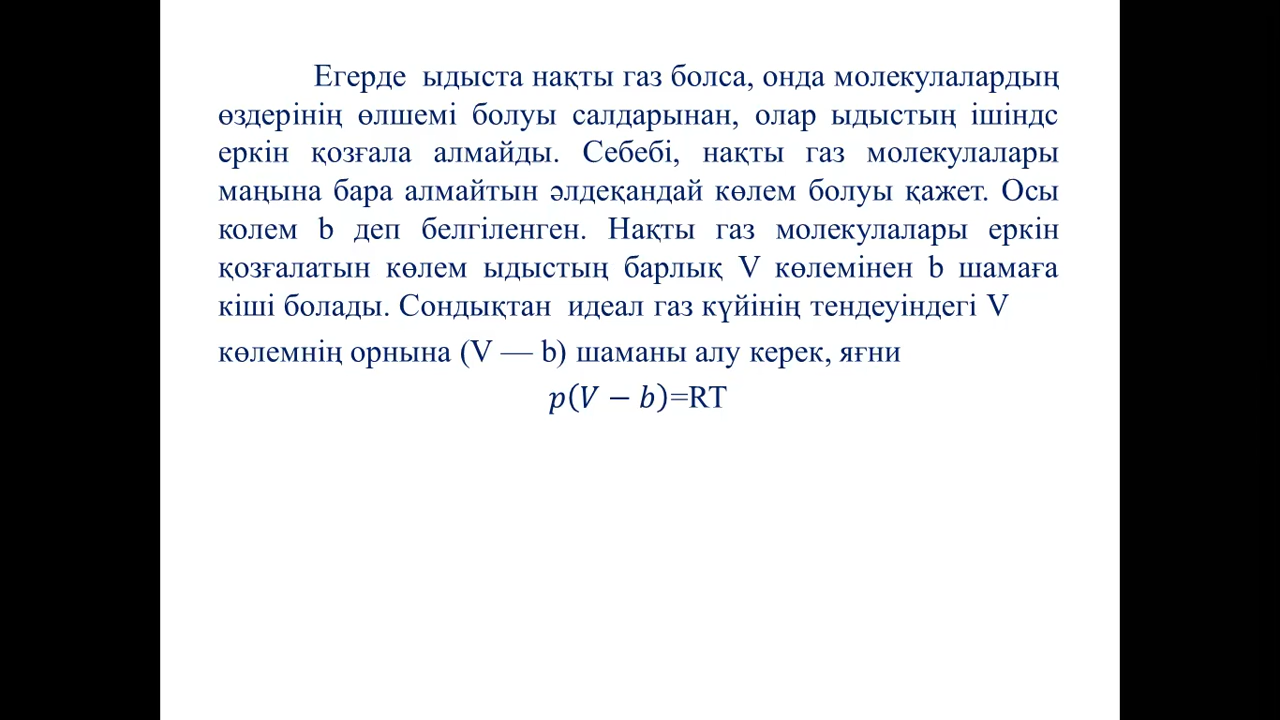 Егерде ыдыста нақты газ болса, онда молекулалардың
өздерінің өлшемі болуы салдарынан, олар ыдыстың ішіндс
еркін қозғала алмайды. Себебі, нақты газ молекулалары
маңына бара алмайтын әлдеқандай көлем болуы қажет. Осы
колем b деп белгіленген. Нақты газ молекулалары еркін
қозғалатын көлем ыдыстың барлық V көлемінен b шамаға
кіші болады. Сондықтан идеал газ күйінің тендеуіндегі V
көлемнің орнына (V — b) шаманы алу керек, яғни
p(V − b)=RT